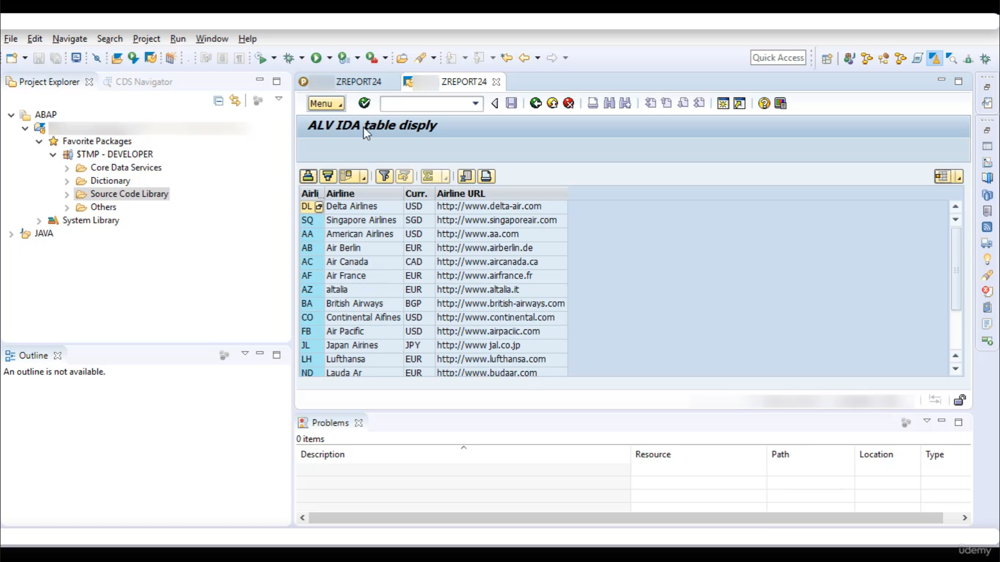 File Edit Navigate Search Project Run Window Help
Quick Access
Project Explorer CDS Navigator
ABAP
Favorite Packages
$TMP - DEVELOPER
Core Data Services
Dictionary
Source Code Library
Others
System Library
JAVA
Outline
An outline is not available.
ZREPORT24 ZREPORT24
Menu
ALV IDA table disply
Airli... Airline Curr. Airline URL
DL Delta Airlines USD http://www.delta-air.com
SQ Singapore Airlines SGD http://www.singaporeair.com
AA American Airlines USD http://www.aa.com
AB Air Berlin EUR http://www.airberlin.de
AC Air Canada CAD http://www.aircanada.ca
AF Air France EUR http://www.airfrance.fr
AZ altalia EUR http://www.altalia.it
BA British Airways BGP http://www.british-airways.com
CO Continental Aifines USD http://www.continental.com
FB Air Pacific USD http://www.airpaciic.com
JL Japan Airines JPY http://www jal.co.jp
LH Lufthansa EUR http://www.lufthansa.com
ND Lauda Ar EUR http://www.budaar.com
Problems
0 items
Description Resource Path Location Type
ûdemy